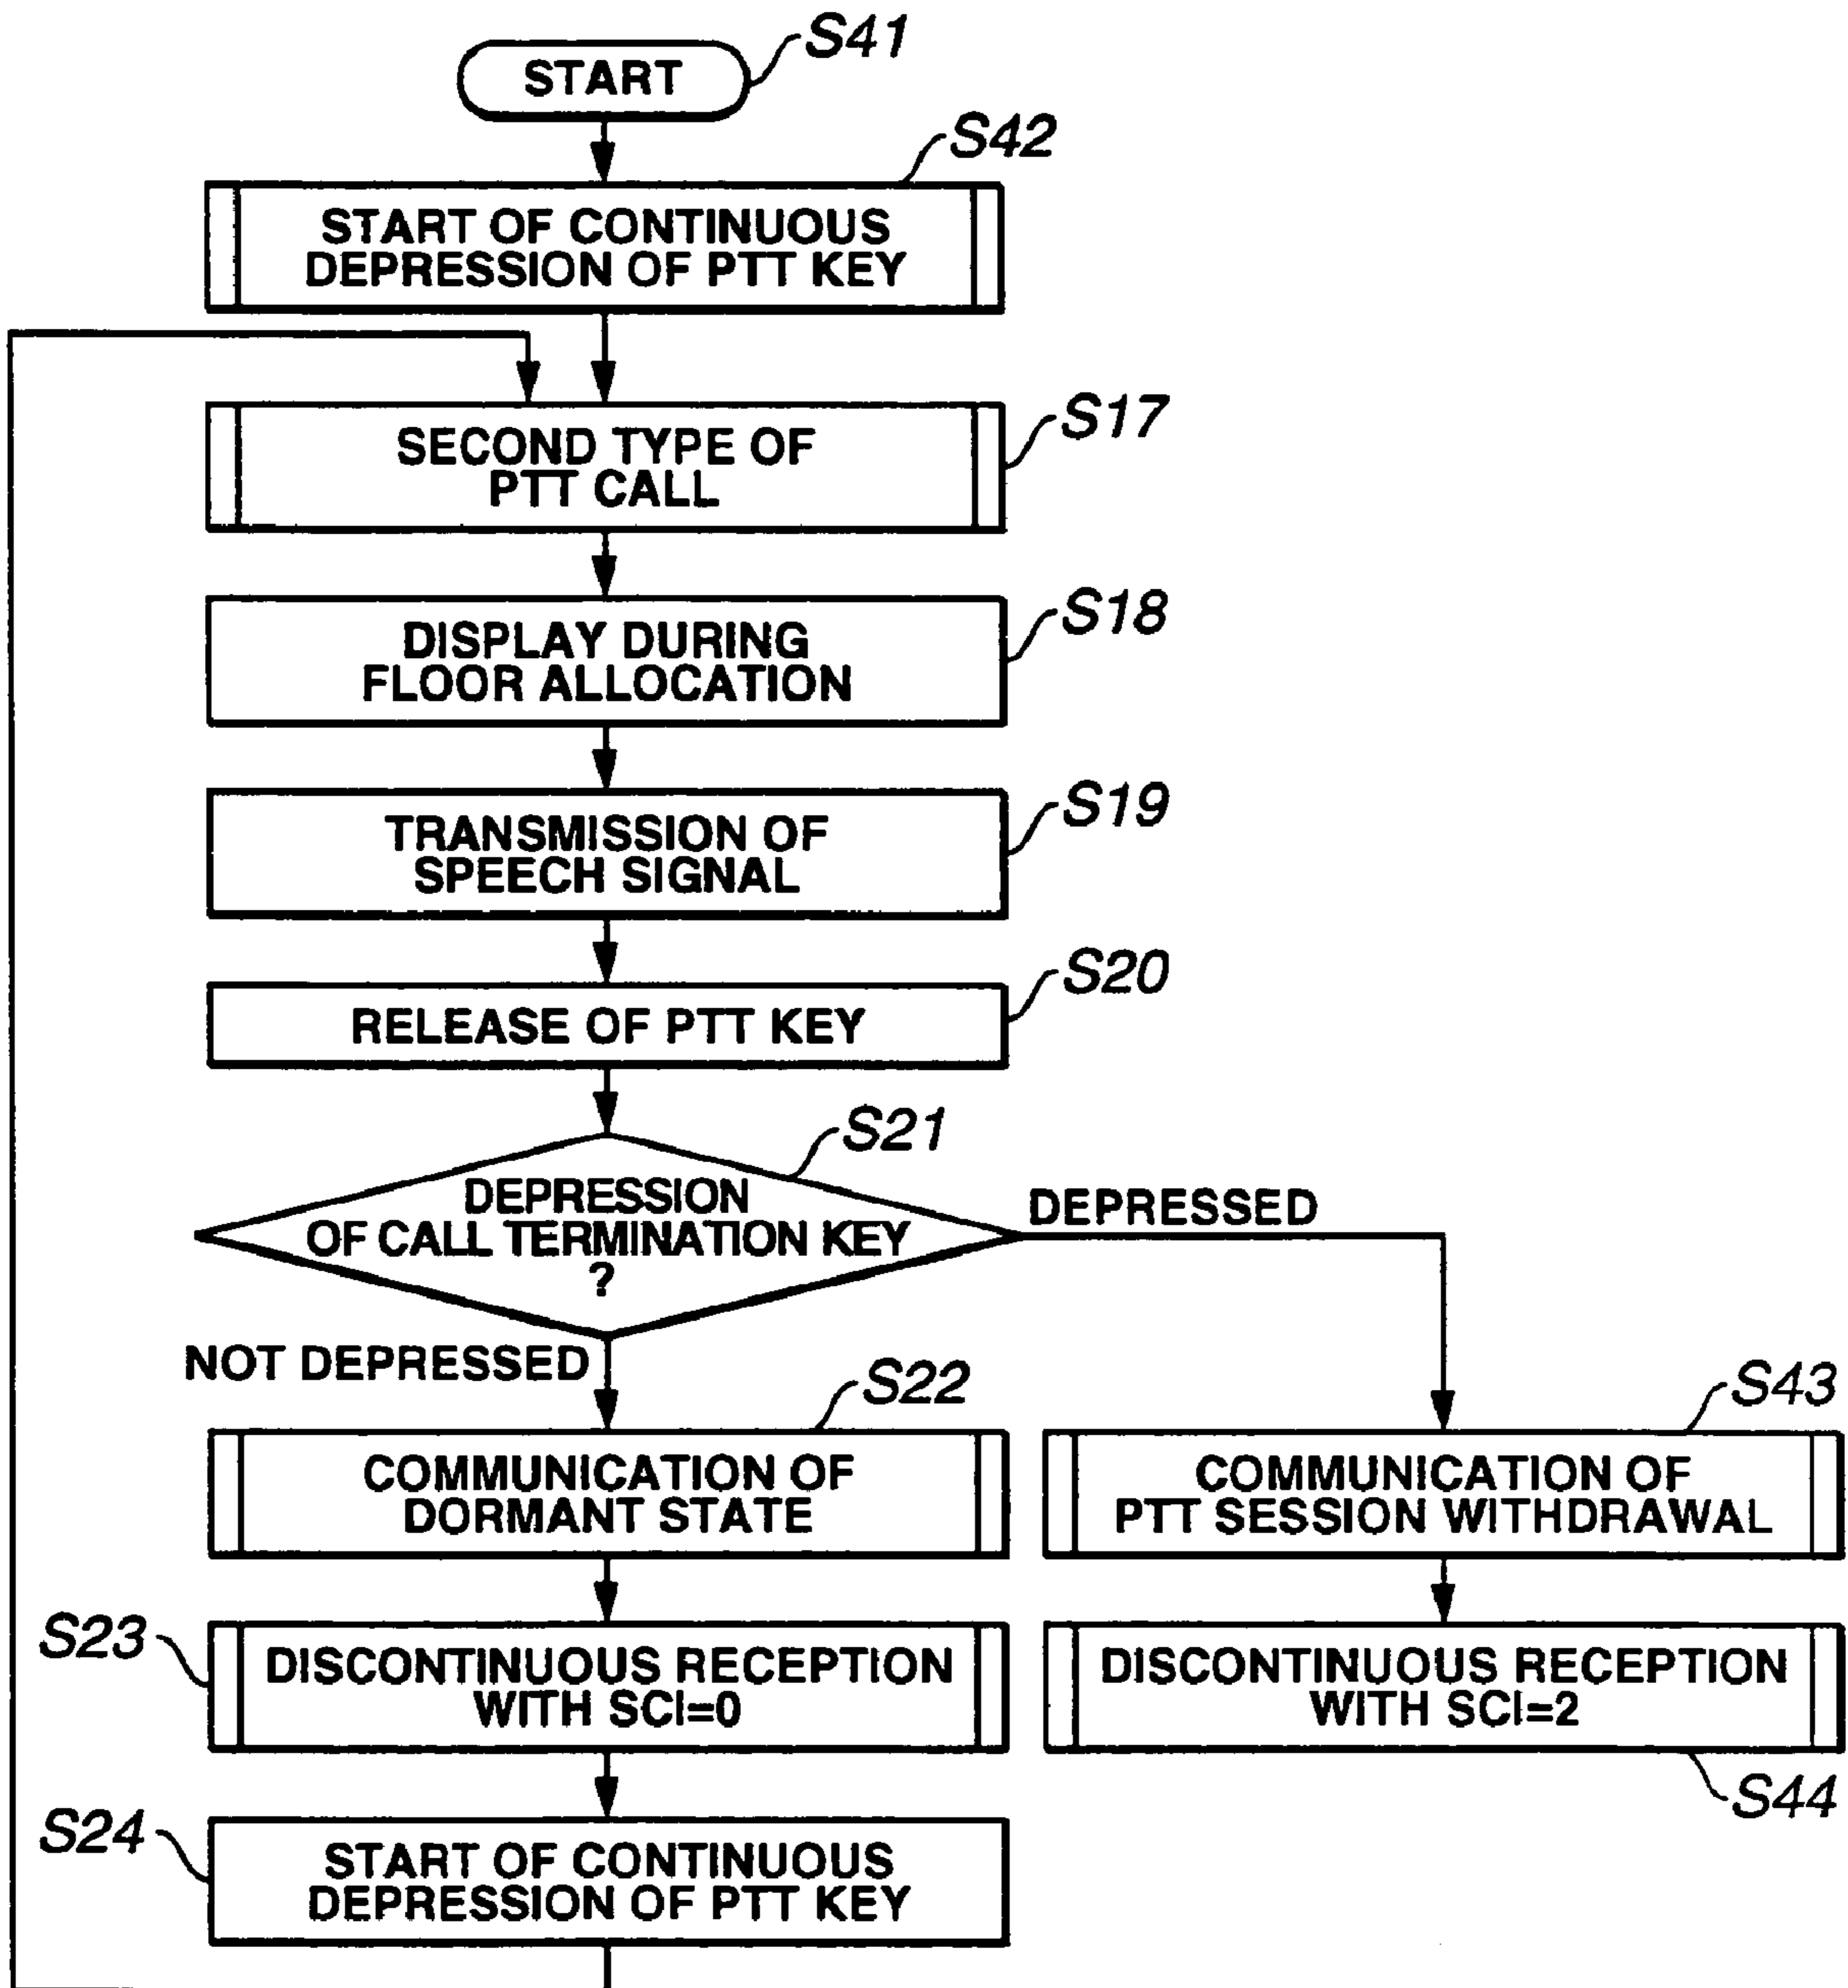 START
S41
S42
START OF CONTINUOUS
DEPRESSION OF PTT KEY
S17
SECOND TYPE OF
PTT CALL
S18
DISPLAY DURING
FLOOR ALLOCATION
S19
TRANSMISSION OF
SPEECH SIGNAL
S20
RELEASE OF PTT KEY
S21
DEPRESSION
OF CALL TERMINATION KEY
?
DEPRESSED
NOT DEPRESSED
S22
COMMUNICATION OF
DORMANT STATE
S43
COMMUNICATION OF
PTT SESSION WITHDRAWAL
S23
DISCONTINUOUS RECEPTION
WITH SCI=0
DISCONTINUOUS RECEPTION
WITH SCI=2
S44
S24
START OF CONTINUOUS
DEPRESSION OF PTT KEY